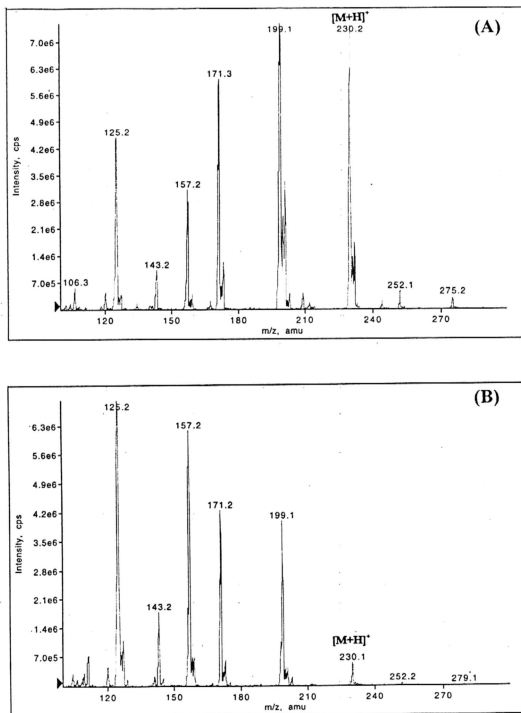 (A)
[M+H]+
230.2
199.1
7.0e6
6.3e6
171.3
5.6e6
4.9e6
125.2
4.2e6
3.5e6
157.2
2.8e6
2.1e6
1.4e6
143.2
7.0e5
106.3
252.1
275.2
Intensity, cps
120 150 180 210 240 270
m/z, amu
(B)
125.2
157.2
6.3e6
5.6e6
4.9e6
171.2
199.1
4.2e6
3.5e6
2.8e6
2.1e6
143.2
1.4e6
[M+H]+
230.1
7.0e5
252.2
279.1
Intensity, cps
120 150 180 210 240 270
m/z, amu